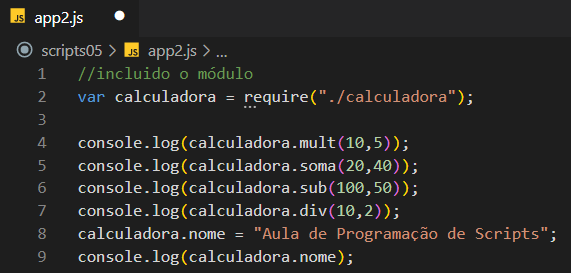 JS app2.js
scripts05 > JS app2.js > ...
1 //incluido o módulo
2 var calculadora = require("./calculadora");
3
4 console.log(calculadora.mult(10,5));
5 console.log(calculadora.soma(20,40));
6 console.log(calculadora.sub(100,50));
7 console.log(calculadora.div(10,2));
8 calculadora.nome = "Aula de Programação de Scripts";
9 console.log(calculadora.nome);